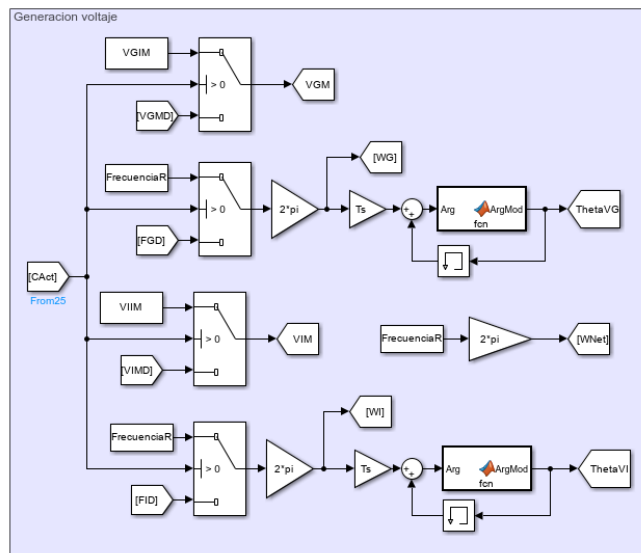 Generacion voltaje
VGIM
> 0
VGM
[VGMD]
FrecuenciaR
> 0
2*pi
[WG]
Ts
+
+
Arg
ArgMod
fcn
ThetaVG
[FGD]
[CAct]
From25
VIIM
> 0
VIM
[VIMD]
FrecuenciaR
2*pi
[WNet]
FrecuenciaR
> 0
2*pi
[WI]
Ts
+
+
Arg
ArgMod
fcn
ThetaVI
[FID]